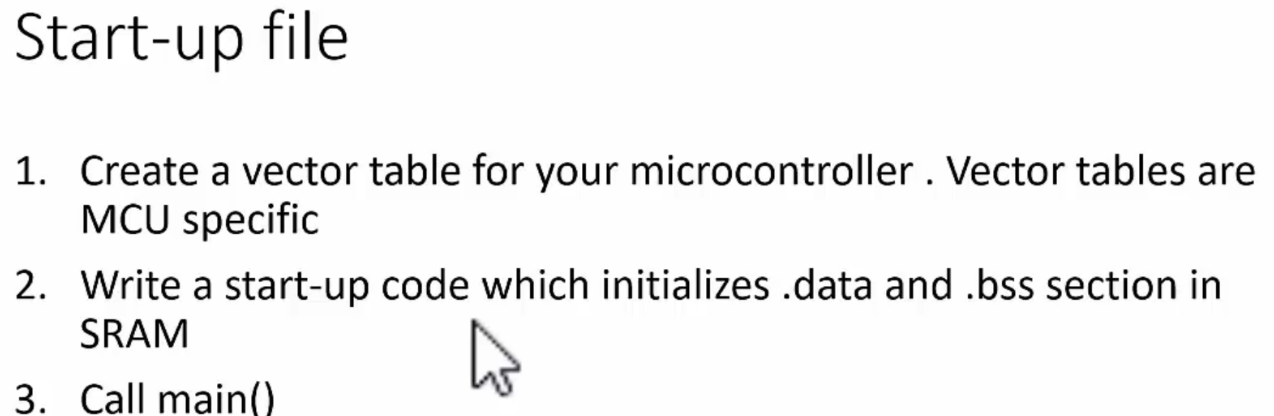 Start-up file
1. Create a vector table for your microcontroller . Vector tables are
MCU specific
2. Write a start-up code which initializes .data and .bss section in
SRAM
3. Call main()